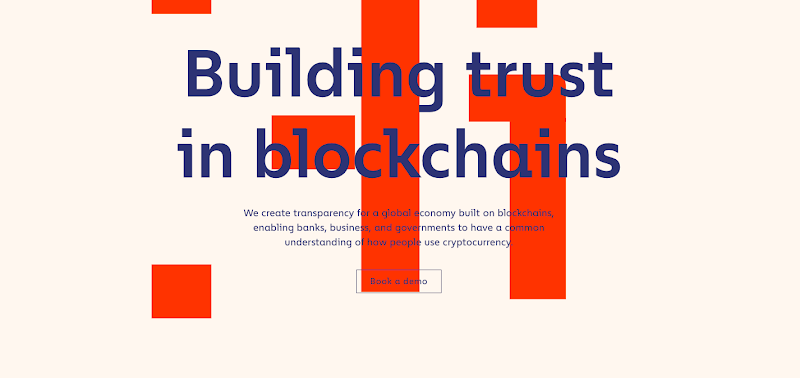 Building trust
in blockchains
We create transparency for a global economy built on blockchains,
enabling banks, business, and governments to have a common
understanding of how people use cryptocurrency.
Book a demo